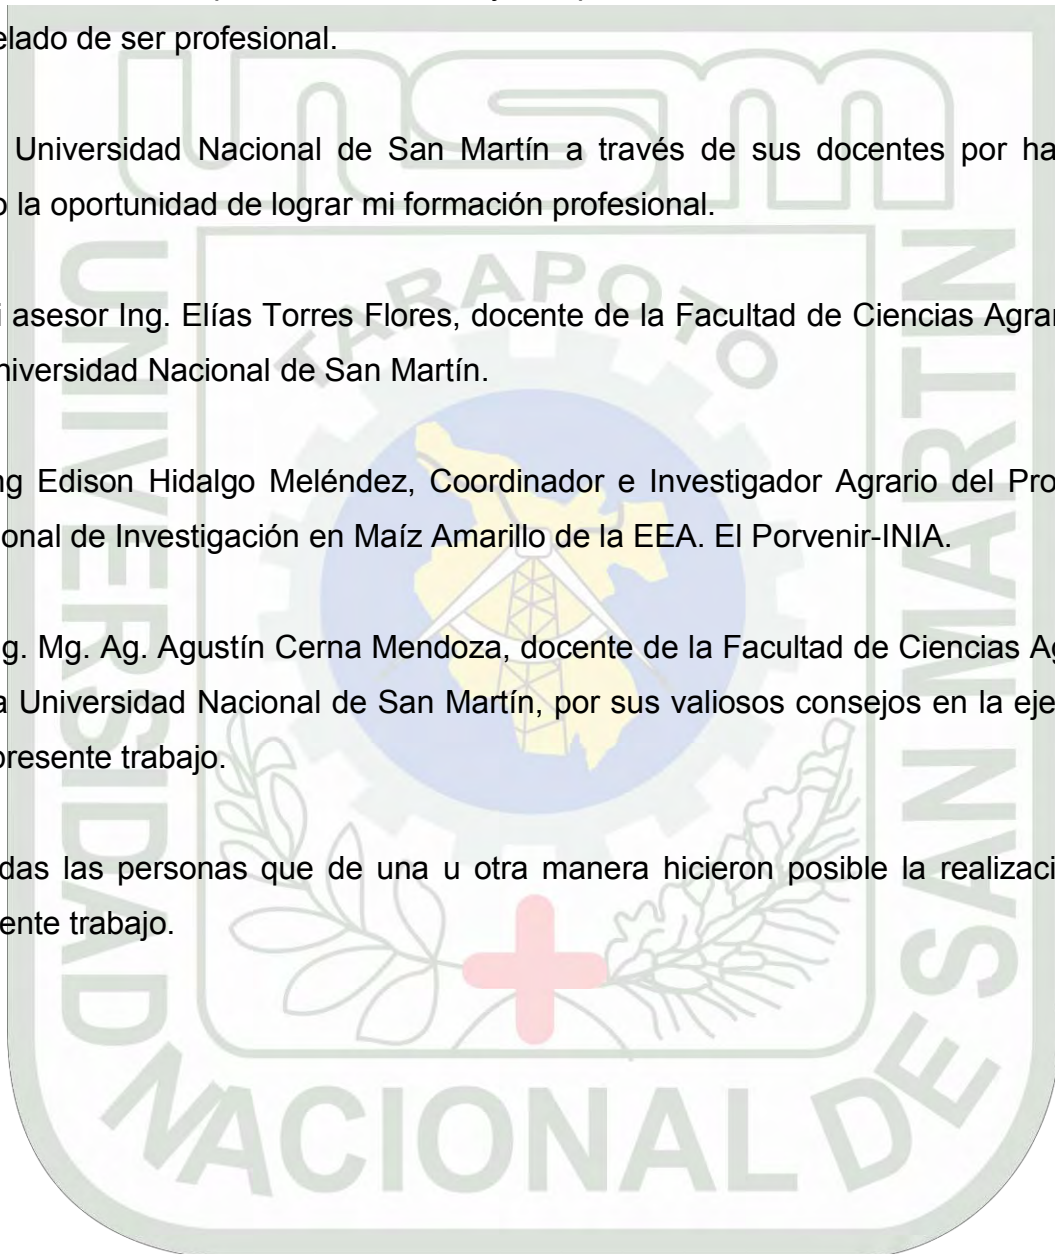 elado de ser profesional.
Universidad Nacional de San Martín a través de sus docentes por ha
o la oportunidad de lograr mi formación profesional.
i asesor Ing. Elías Torres Flores, docente de la Facultad de Ciencias Agrar
niversidad Nacional de San Martín.
ng Edison Hidalgo Meléndez, Coordinador e Investigador Agrario del Pro
ional de Investigación en Maíz Amarillo de la EEA. El Porvenir-INIA.
g. Mg. Ag. Agustín Cerna Mendoza, docente de la Facultad de Ciencias Ag
a Universidad Nacional de San Martín, por sus valiosos consejos en la eje
presente trabajo.
das las personas que de una u otra manera hicieron posible la realizaci
ente trabajo.
unsm
TARAPOTO
UNIVERSIDAD
NACIONAL DE
SAN MARTIN